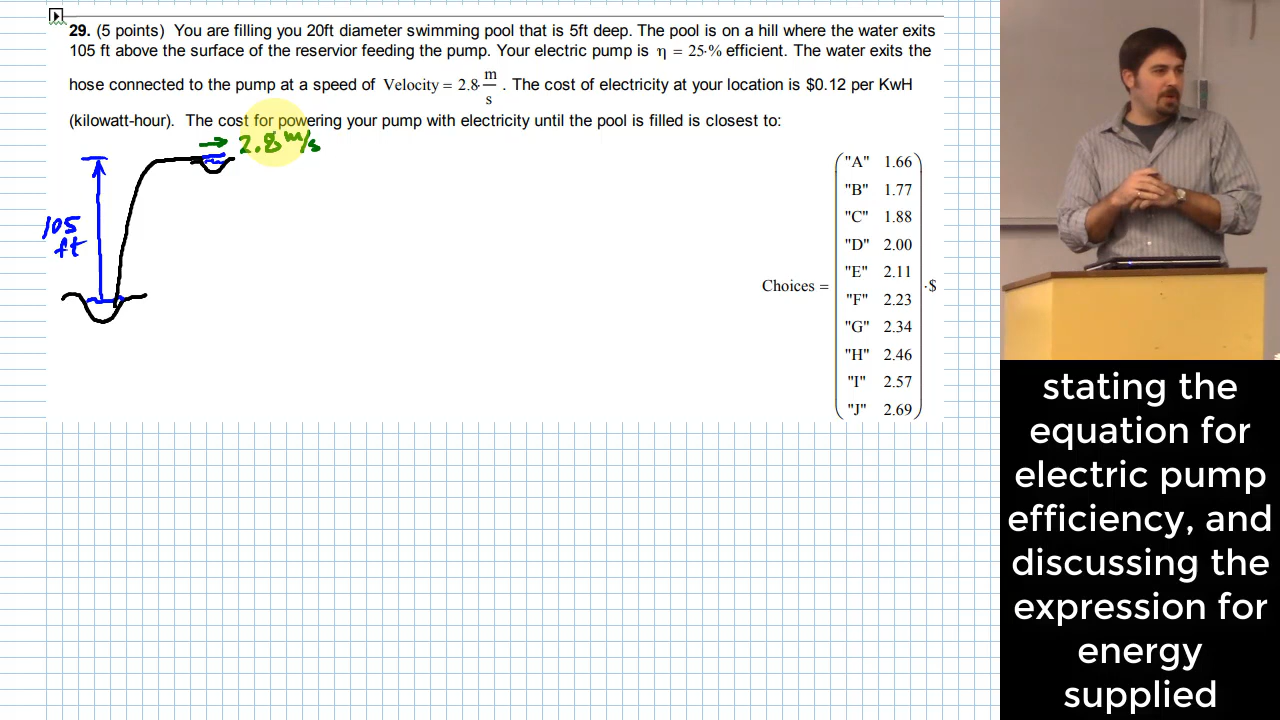 29. (5 points) You are filling you 20ft diameter swimming pool that is 5ft deep. The pool is on a hill where the water exits
105 ft above the surface of the reservior feeding the pump. Your electric pump is η = 25·% efficient. The water exits the
hose connected to the pump at a speed of Velocity = 2.8·m/s . The cost of electricity at your location is $0.12 per KwH
(kilowatt-hour). The cost for powering your pump with electricity until the pool is filled is closest to:
2.8 m/s
105
ft
Choices =
"A" 1.66
"B" 1.77
"C" 1.88
"D" 2.00
"E" 2.11
"F" 2.23
"G" 2.34
"H" 2.46
"I" 2.57
"J" 2.69
·$
stating the
equation for
electric pump
efficiency, and
discussing the
expression for
energy
supplied